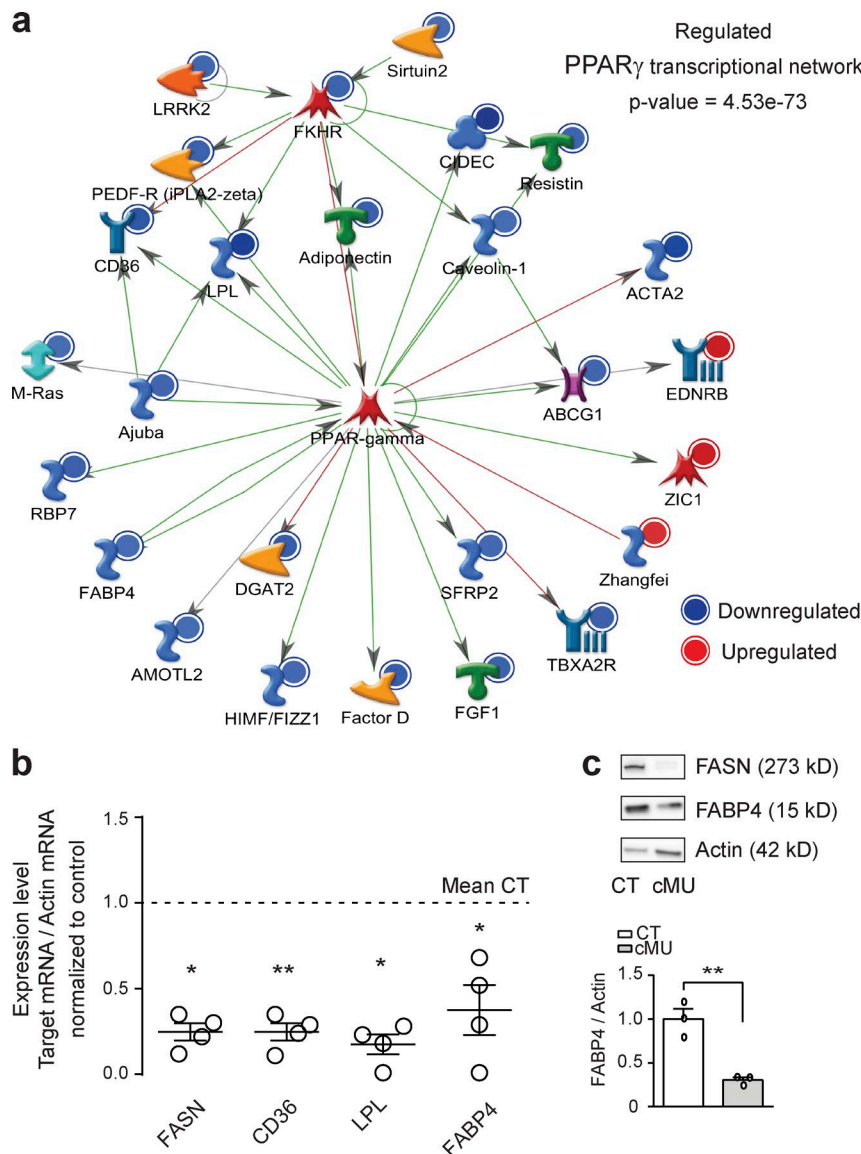 a
Regulated
PPARγ transcriptional network
p-value = 4.53e-73
Sirtuin2
LRRK2
FKHR
CIDEC
Resistin
PEDF-R (iPLA2-zeta)
CD36
LPL
Adiponectin
Caveolin-1
ACTA2
M-Ras
Ajuba
PPAR-gamma
ABCG1
EDNRB
RBP7
ZIC1
FABP4
DGAT2
SFRP2
Zhangfei
AMOTL2
TBXA2R
HIMF/FIZZ1
Factor D
FGF1
Downregulated
Upregulated
b
Expression level
Target mRNA / Actin mRNA
normalized to control
1.5
1.0
0.5
0.0
Mean CT
*
**
*
*
FASN
CD36
LPL
FABP4
c
FASN (273 kD)
FABP4 (15 kD)
Actin (42 kD)
CT cMU
CT
cMU
FABP4 / Actin
1.5
1.0
0.5
0
**